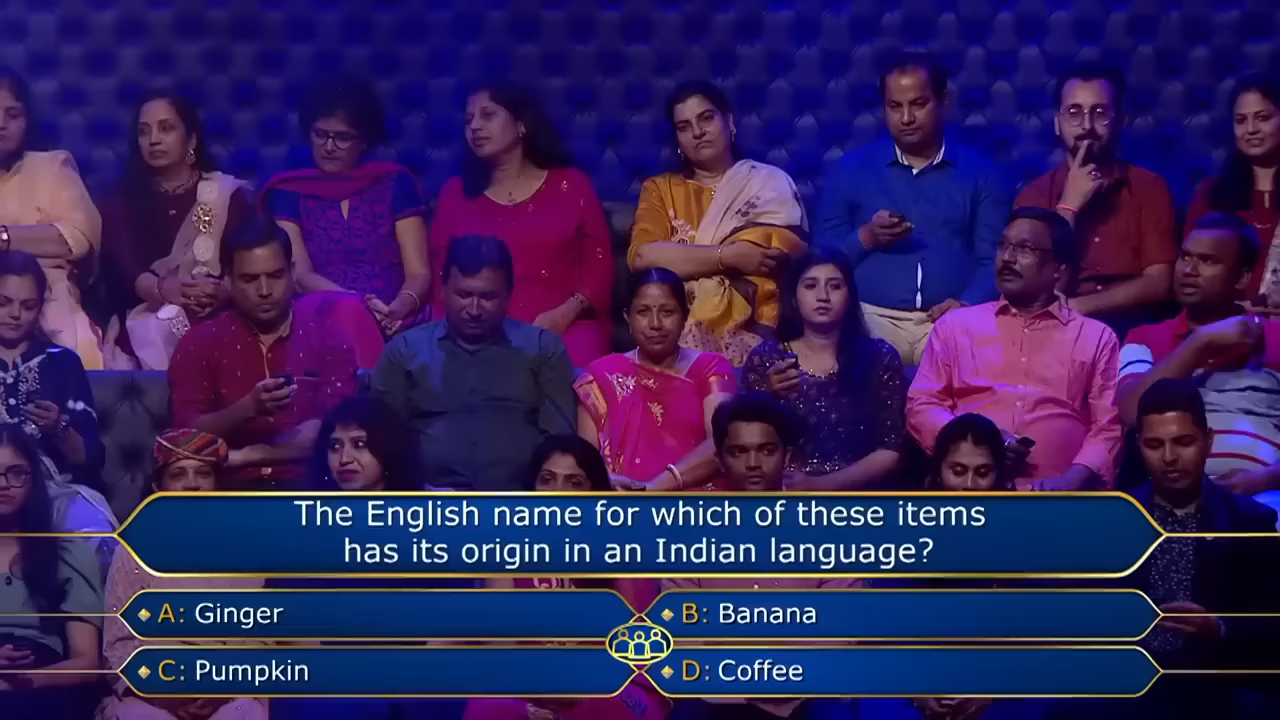 The English name for which of these items
has its origin in an Indian language?
A: Ginger
B: Banana
C: Pumpkin
D: Coffee